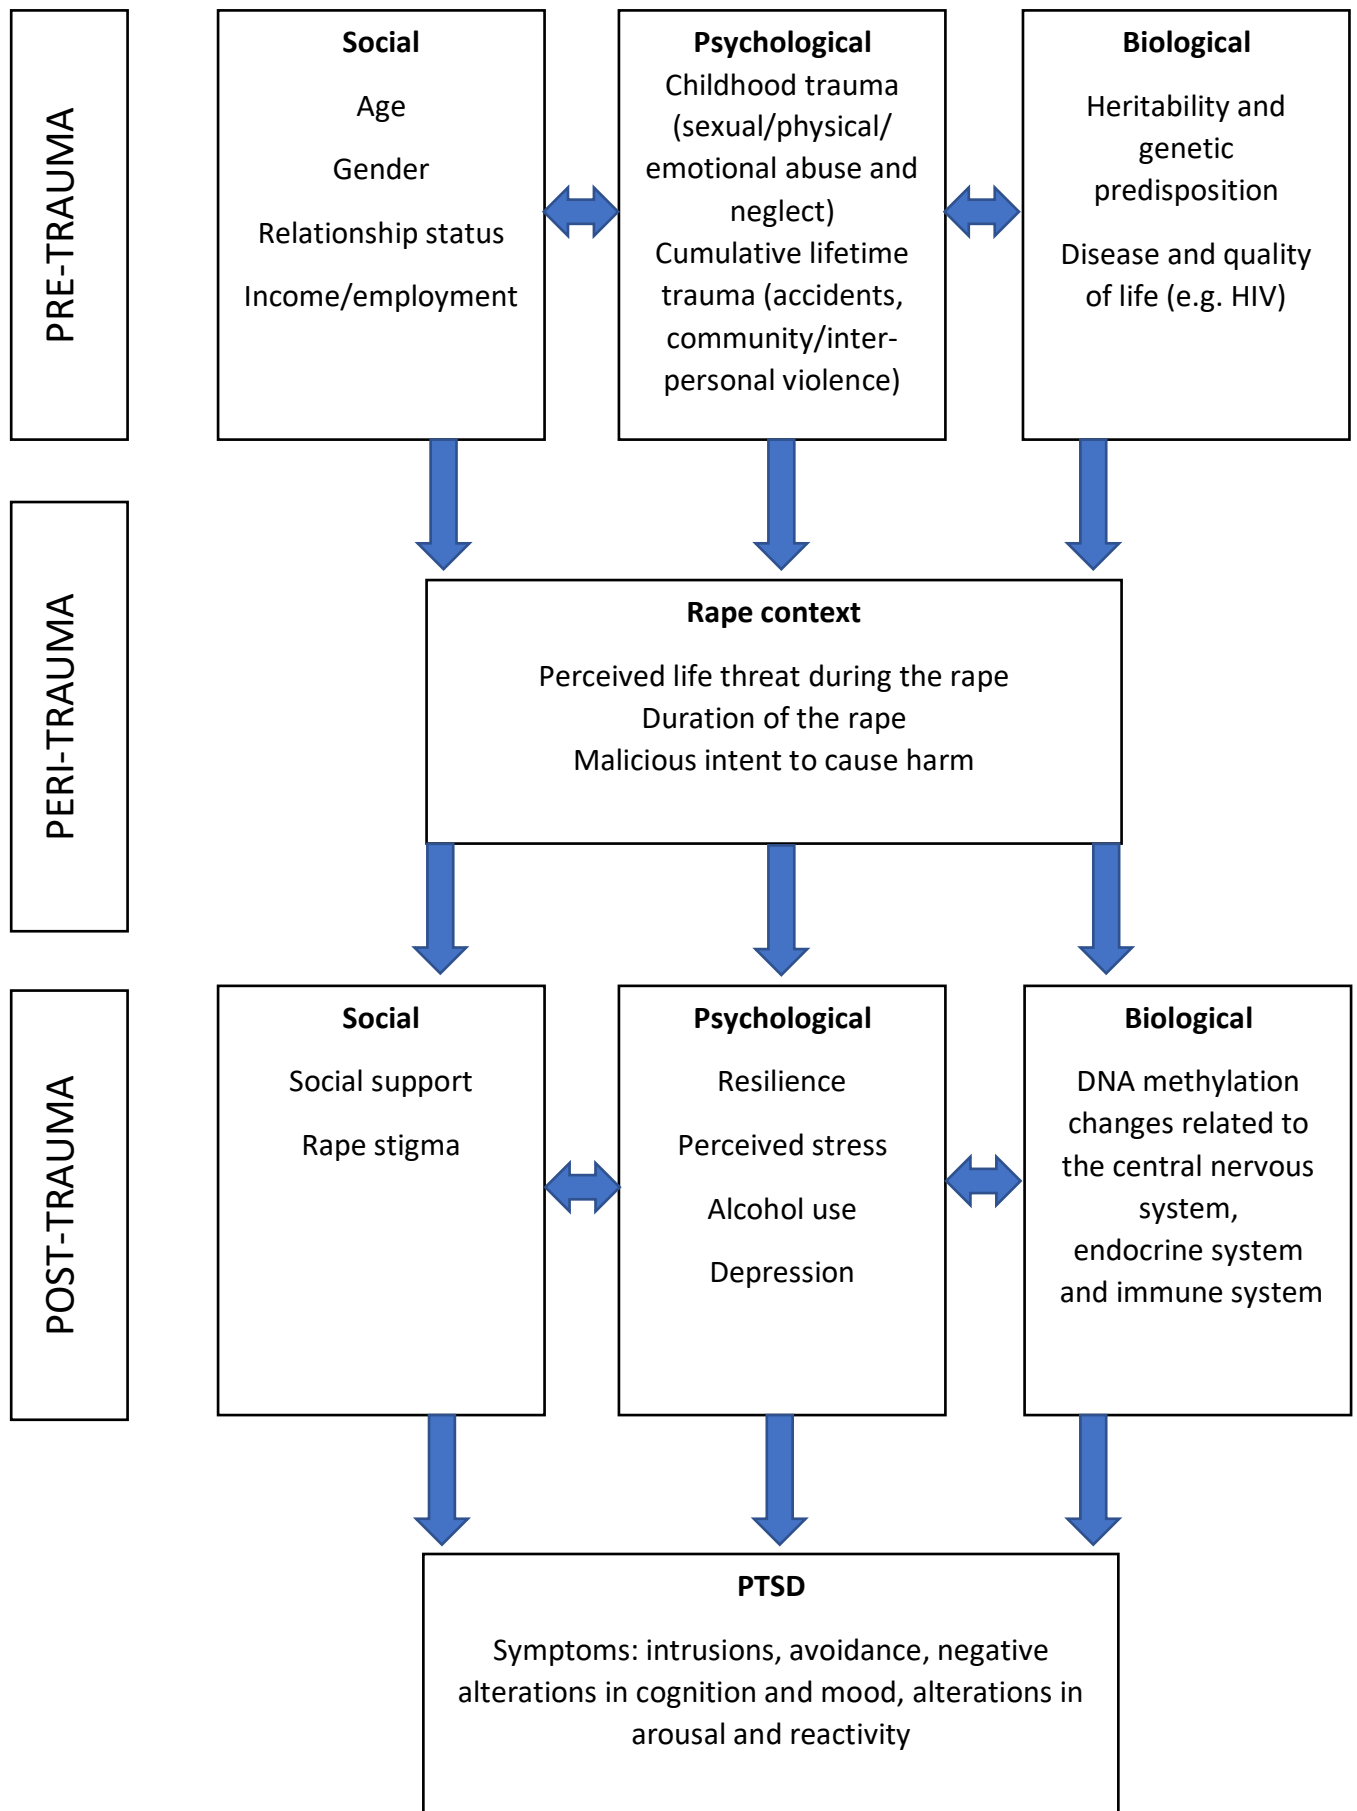 PRE-TRAUMA
Social
Age
Gender
Relationship status
Income/employment
Psychological
Childhood trauma
(sexual/physical/
emotional abuse and
neglect)
Cumulative lifetime
trauma (accidents,
community/inter-
personal violence)
Biological
Heritability and
genetic
predisposition
Disease and quality
of life (e.g. HIV)
PERI-TRAUMA
Rape context
Perceived life threat during the rape
Duration of the rape
Malicious intent to cause harm
POST-TRAUMA
Social
Social support
Rape stigma
Psychological
Resilience
Perceived stress
Alcohol use
Depression
Biological
DNA methylation
changes related to
the central nervous
system,
endocrine system
and immune system
PTSD
Symptoms: intrusions, avoidance, negative
alterations in cognition and mood, alterations in
arousal and reactivity